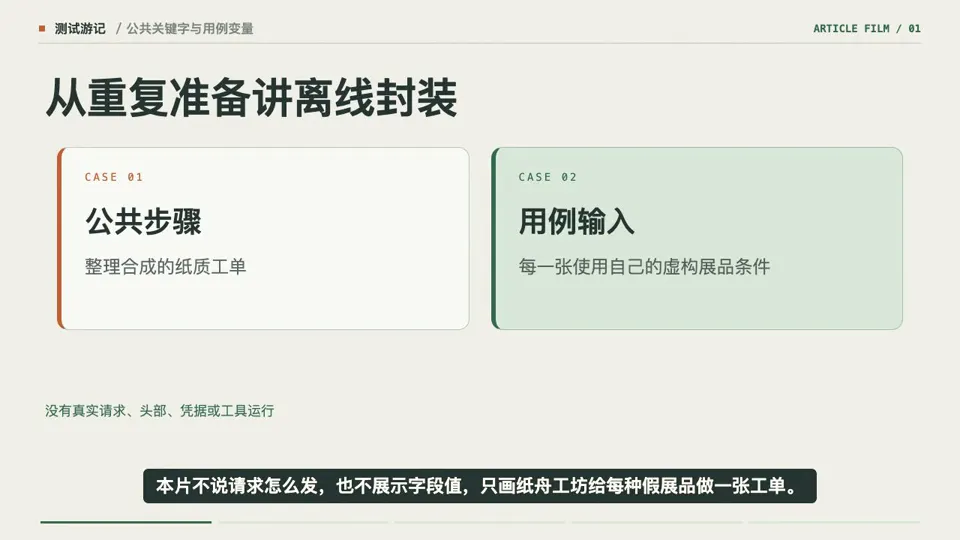 测试游记 / 公共关键字与用例变量
ARTICLE FILM / 01
从重复准备讲离线封装
CASE 01
公共步骤
整理合成的纸质工单
CASE 02
用例输入
每一张使用自己的虚构展品条件
没有真实请求、头部、凭据或工具运行
本片不说请求怎么发，也不展示字段值，只画纸舟工坊给每种假展品做一张工单。